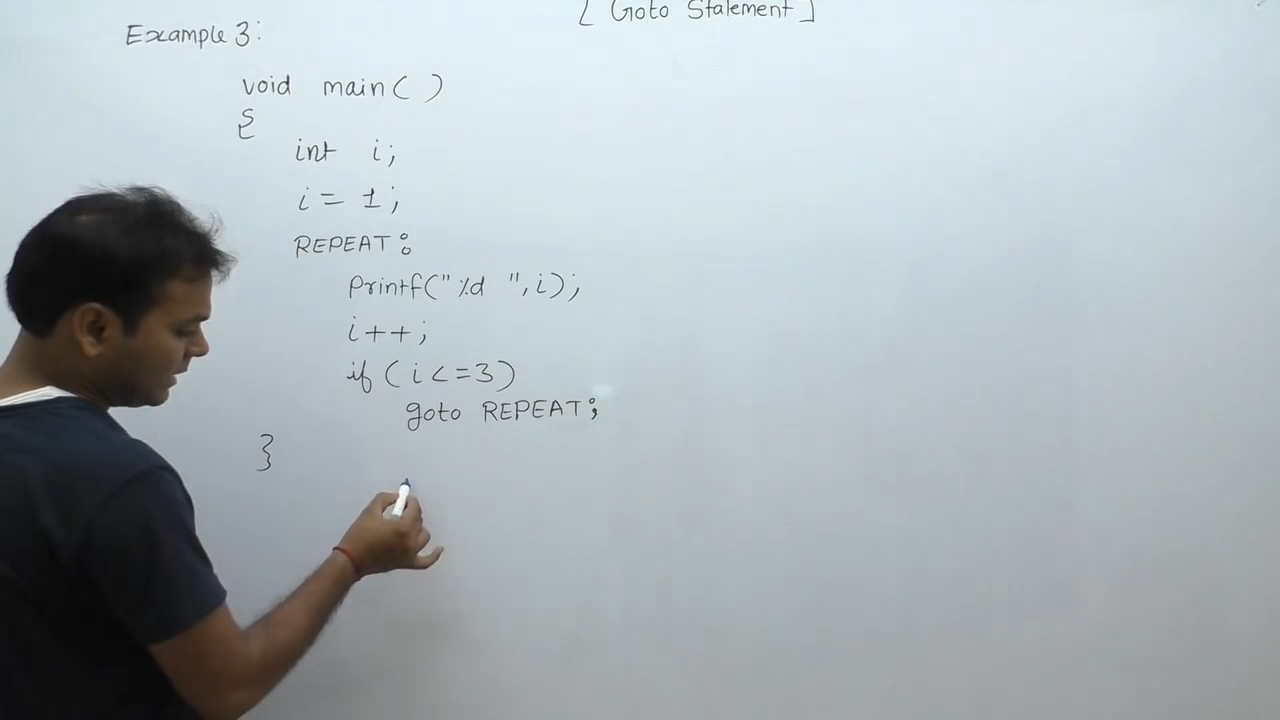 [ Goto Statement ]
Example 3:
void main( )
{
int i;
i = 1;
REPEAT:
printf("%d ",i);
i++;
if ( i <= 3 )
goto REPEAT;
}